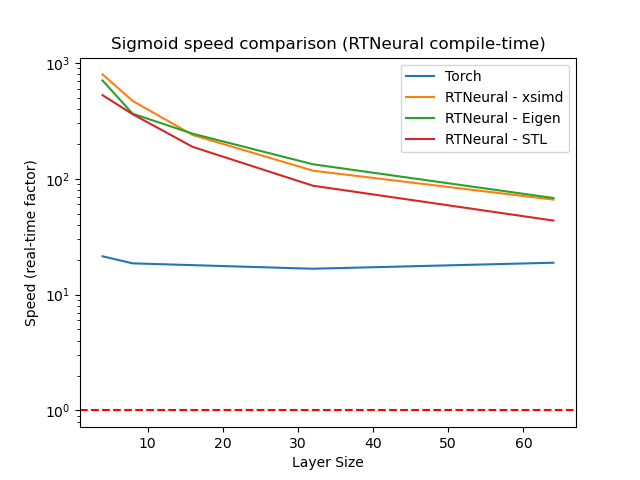 Sigmoid speed comparison (RTNeural compile-time)
Torch
RTNeural - xsimd
RTNeural - Eigen
RTNeural - STL
Speed (real-time factor)
10³
10²
10¹
10⁰
10 20 30 40 50 60
Layer Size